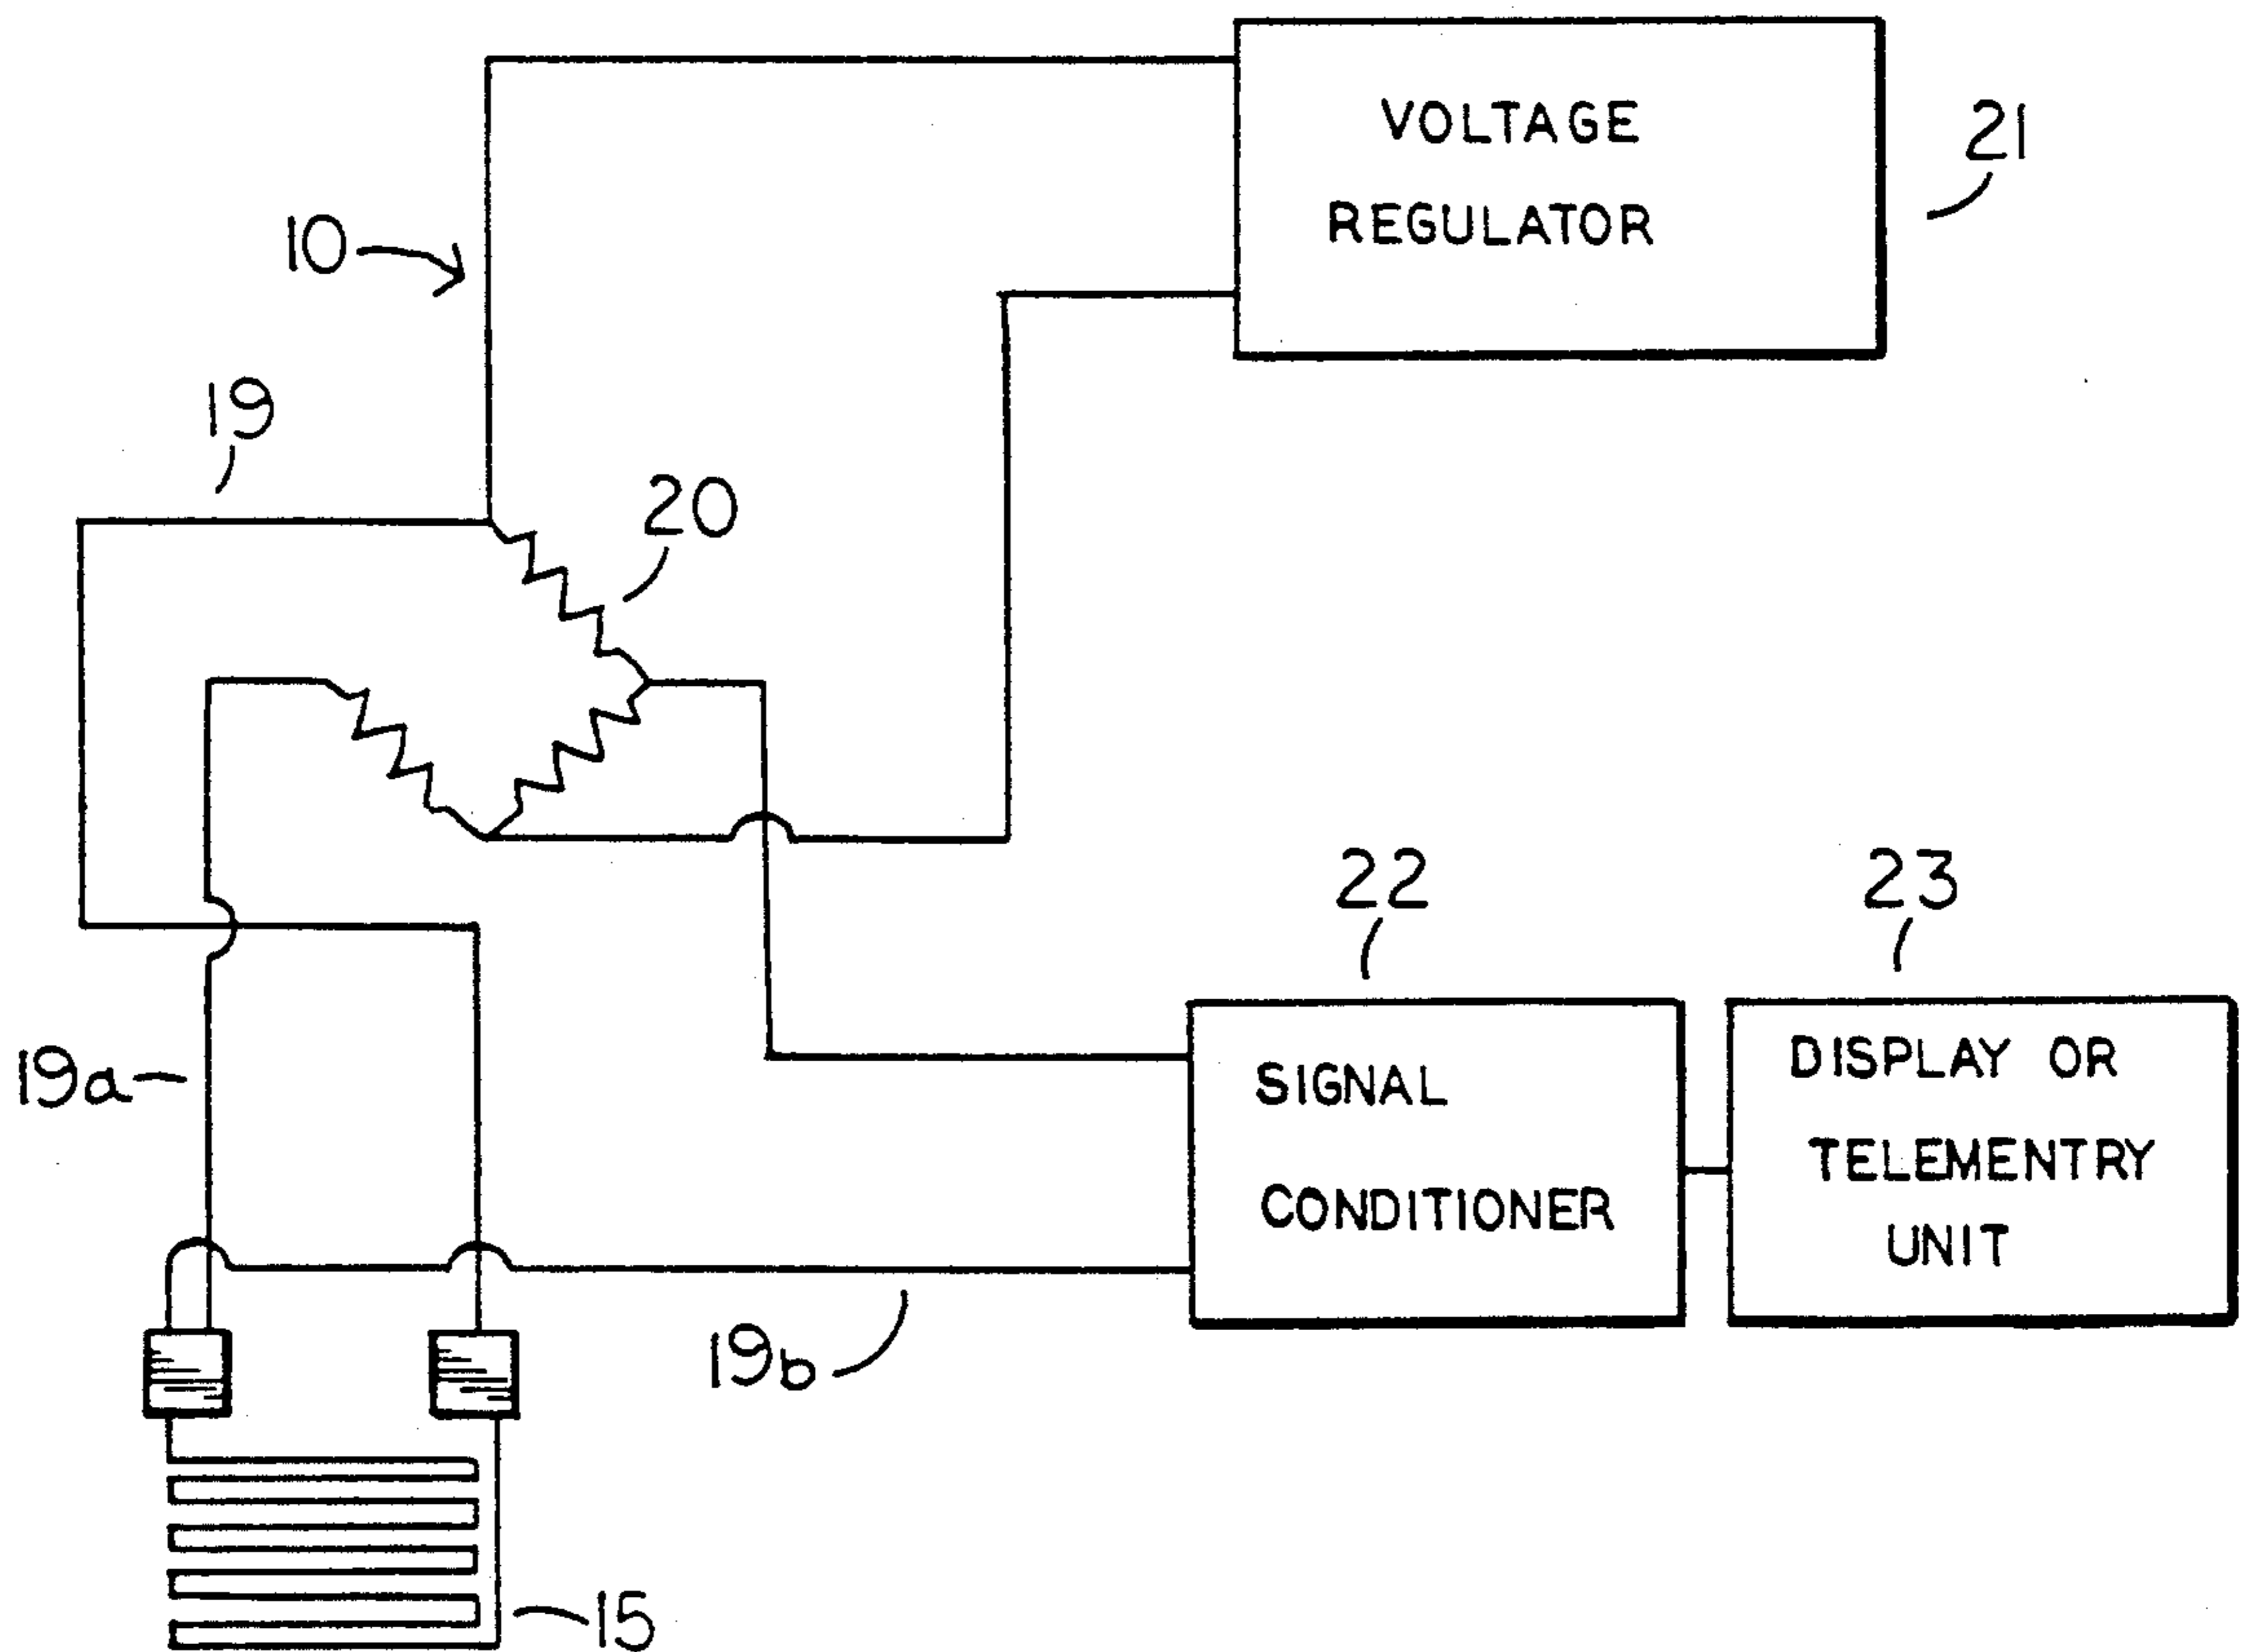 VOLTAGE
REGULATOR
21
10
19
20
22
23
19a
SIGNAL
CONDITIONER
DISPLAY OR
TELEMENTRY
UNIT
19b
15